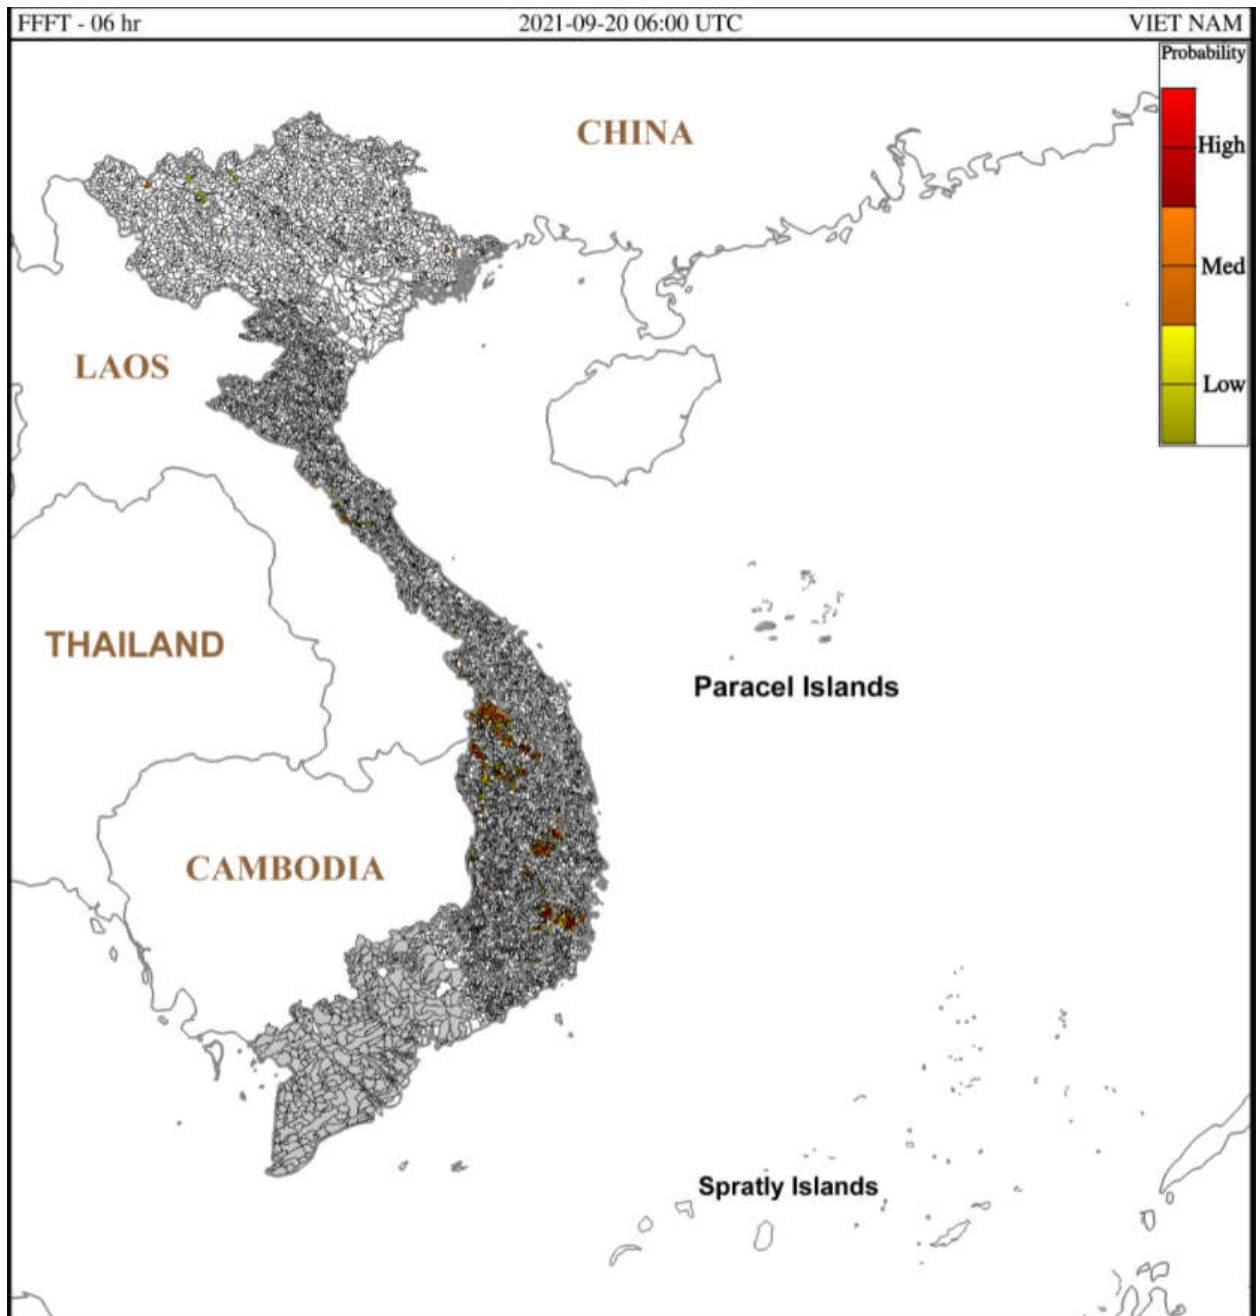 FFFT - 06 hr
2021-09-20 06:00 UTC
VIET NAM
Probability
High
Med
Low
CHINA
LAOS
THAILAND
Paracel Islands
CAMBODIA
Spratly Islands